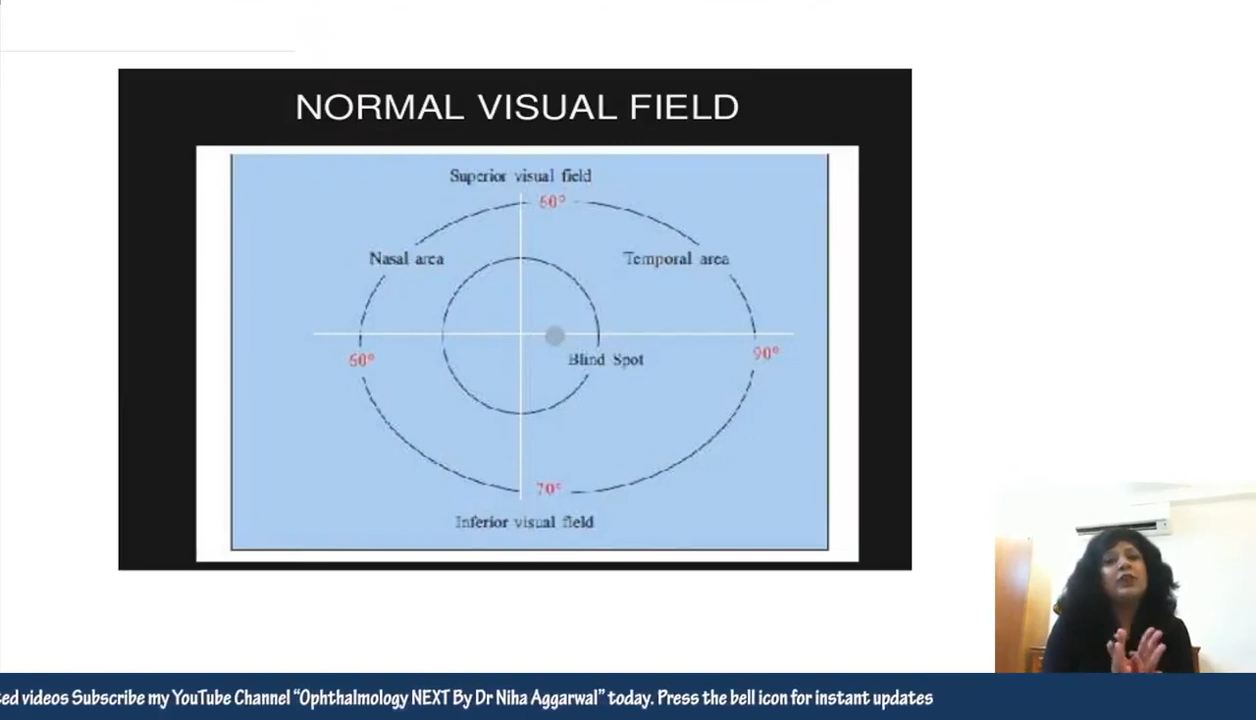 NORMAL VISUAL FIELD
Superior visual field
60°
Nasal area
Temporal area
60°
Blind Spot
90°
70°
Inferior visual field
ted videos Subscribe my YouTube Channel “Ophthalmology NEXT By Dr Niha Aggarwal” today. Press the bell icon for instant updates